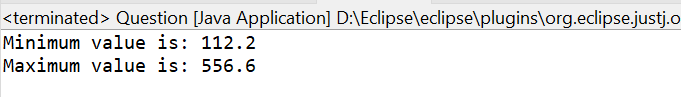 <terminated> Question [Java Application] D:\Eclipse\eclipse\plugins\org.eclipse.justj.o
Minimum value is: 112.2
Maximum value is: 556.6